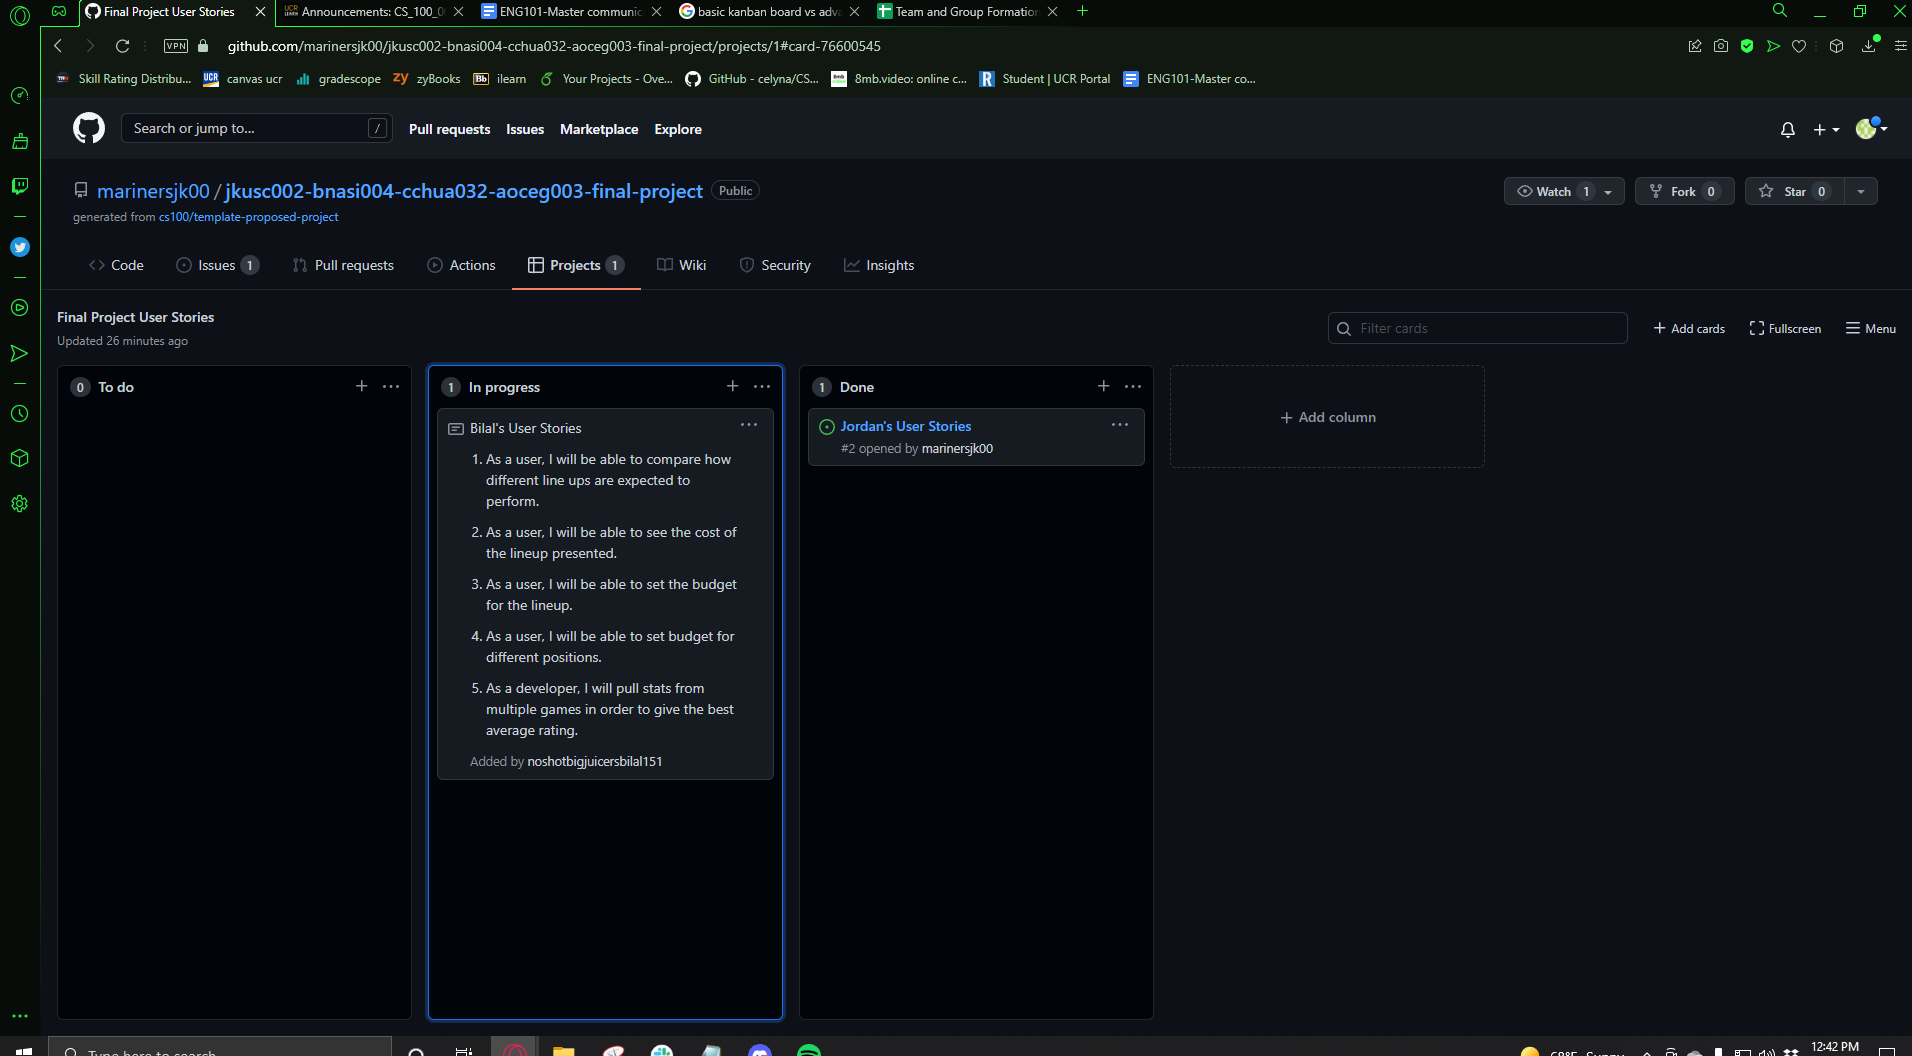 Final Project User Stories
Announcements: CS_100_0
ENG101-Master communic
basic kanban board vs adva
Team and Group Formation
VPN
github.com/marinersjk00/jkusc002-bnasi004-cchua032-aoceg003-final-project/projects/1#card-76600545
Skill Rating Distribu...
UCR canvas ucr
gradescope
zy zyBooks
Bb ilearn
Your Projects - Ove...
GitHub - celyna/CS...
8mb.video: online c...
R Student | UCR Portal
ENG101-Master co...
Search or jump to... /
Pull requests
Issues
Marketplace
Explore
marinersjk00 / jkusc002-bnasi004-cchua032-aoceg003-final-project Public
Watch 1
Fork 0
Star 0
generated from cs100/template-proposed-project
Code
Issues 1
Pull requests
Actions
Projects 1
Wiki
Security
Insights
Final Project User Stories
Updated 26 minutes ago
Filter cards
+ Add cards
Fullscreen
Menu
0 To do + ...
1 In progress + ...
Bilal's User Stories ...
1. As a user, I will be able to compare how
different line ups are expected to
perform.
2. As a user, I will be able to see the cost of
the lineup presented.
3. As a user, I will be able to set the budget
for the lineup.
4. As a user, I will be able to set budget for
different positions.
5. As a developer, I will pull stats from
multiple games in order to give the best
average rating.
Added by noshotbigjuicersbilal151
1 Done + ...
Jordan's User Stories ...
#2 opened by marinersjk00
+ Add column
Type here to search
68°F Sunny
12:42 PM